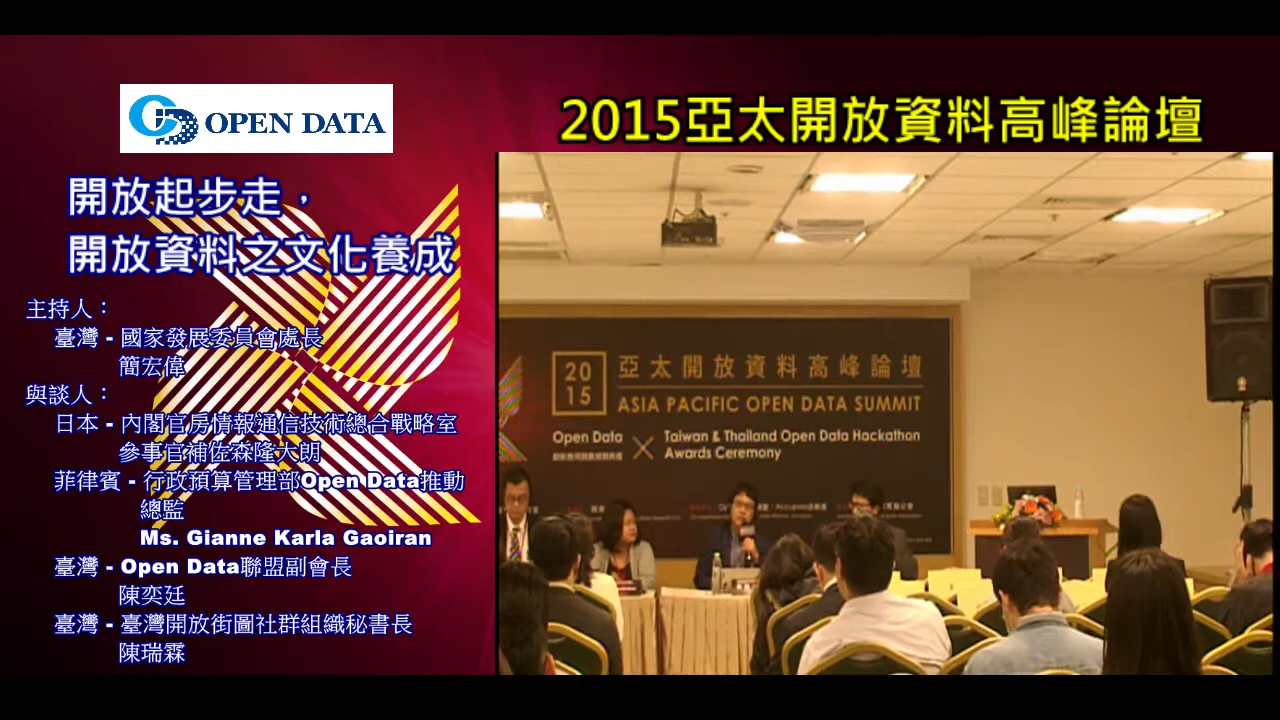 OPEN DATA
2015亞太開放資料高峰論壇
開放起步走，
開放資料之文化養成
主持人：
臺灣 - 國家發展委員會處長
簡宏偉
與談人：
日本 - 內閣官房情報通信技術總合戰略室
參事官補佐森隆大朗
菲律賓 - 行政預算管理部Open Data推動
總監
Ms. Gianne Karla Gaoiran
臺灣 - Open Data聯盟副會長
陳奕廷
臺灣 - 臺灣開放街圖社群組織秘書長
陳瑞霖
20
15
亞太開放資料高峰論壇
ASIA PACIFIC OPEN DATA SUMMIT
Open Data
X
Taiwan & Thailand Open Data Hackathon
Awards Ceremony